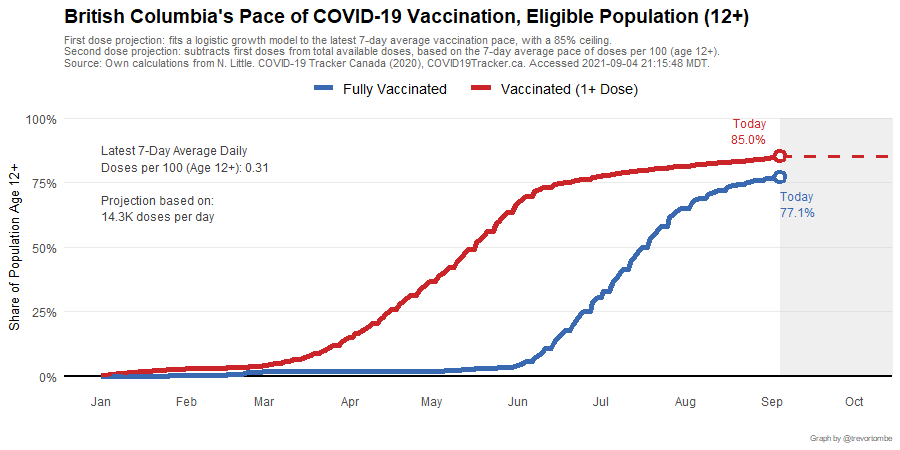 British Columbia's Pace of COVID-19 Vaccination, Eligible Population (12+)
First dose projection: fits a logistic growth model to the latest 7-day average vaccination pace, with a 85% ceiling.
Second dose projection: subtracts first doses from total available doses, based on the 7-day average pace of doses per 100 (age 12+).
Source: Own calculations from N. Little. COVID-19 Tracker Canada (2020), COVID19Tracker.ca. Accessed 2021-09-04 21:15:48 MDT.
Fully Vaccinated
Vaccinated (1+ Dose)
Share of Population Age 12+
100%
75%
50%
25%
0%
Latest 7-Day Average Daily
Doses per 100 (Age 12+): 0.31
Projection based on:
14.3K doses per day
Today
85.0%
Today
77.1%
Jan Feb Mar Apr May Jun Jul Aug Sep Oct
Graph by @trevortombe